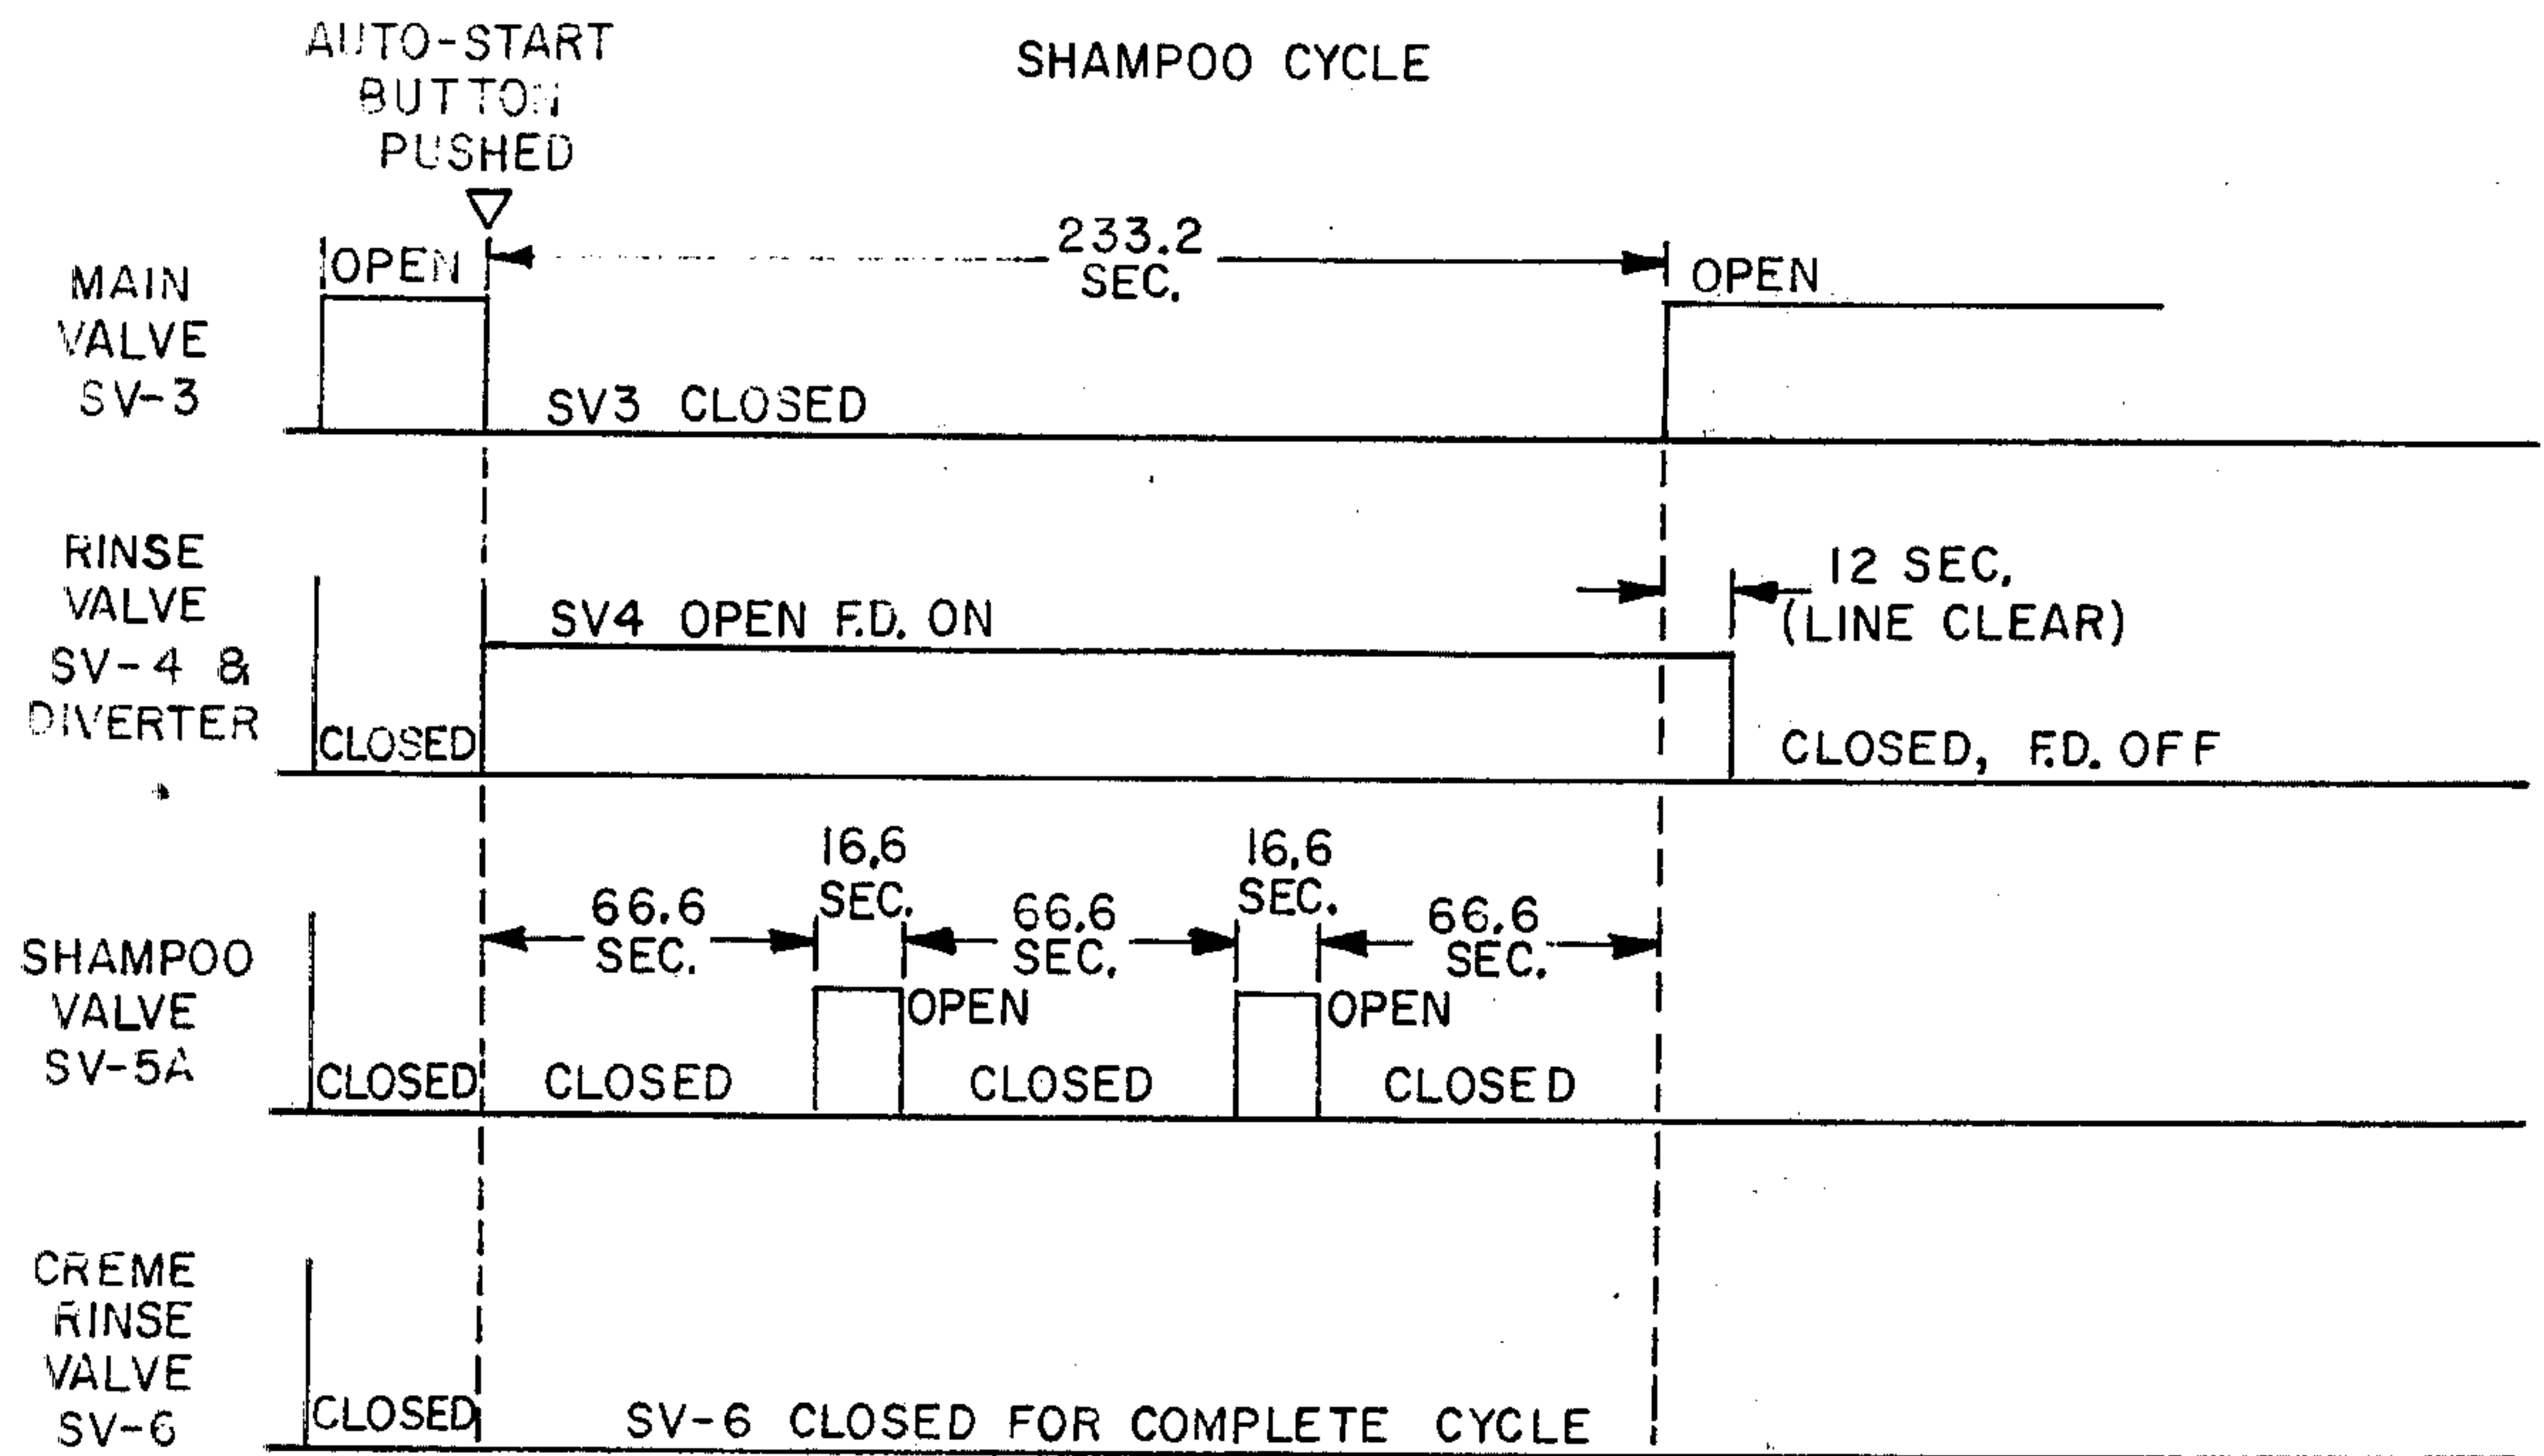 AUTO-START
BUTTON
PUSHED
SHAMPOO CYCLE
MAIN
VALVE
SV-3
OPEN
233.2
SEC.
OPEN
SV3 CLOSED
RINSE
VALVE
SV-4 &
DIVERTER
CLOSED
SV4 OPEN F.D. ON
12 SEC.
(LINE CLEAR)
CLOSED, F.D. OFF
SHAMPOO
VALVE
SV-5A
CLOSED
66.6
SEC.
CLOSED
16.6
SEC.
OPEN
66.6
SEC.
CLOSED
16.6
SEC.
OPEN
66.6
SEC.
CLOSED
CREME
RINSE
VALVE
SV-6
CLOSED
SV-6 CLOSED FOR COMPLETE CYCLE